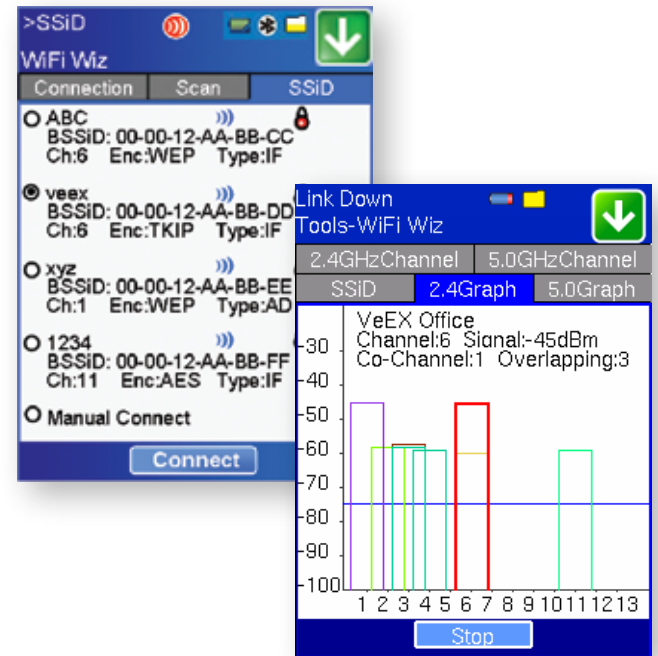 >SSiD
WiFi Wiz
Connection Scan SSiD
ABC
BSSiD: 00-00-12-AA-BB-CC
Ch:6 Enc:WEP Type:IF
veex
BSSiD: 00-00-12-AA-BB-DD
Ch:6 Enc:TKIP Type:IF
xyz
BSSiD: 00-00-12-AA-BB-EE
Ch:1 Enc:WEP Type:AD
1234
BSSiD: 00-00-12-AA-BB-FF
Ch:11 Enc:AES Type:IF
Manual Connect
Connect
Link Down
Tools-WiFi Wiz
2.4GHzChannel 5.0GHzChannel
SSiD 2.4Graph 5.0Graph
VeEX Office
Channel:6 Signal:-45dBm
Co-Channel:1 Overlapping:3
-30
-40
-50
-60
-70
-80
-90
-100
1 2 3 4 5 6 7 8 9 10 11 12 13
Stop